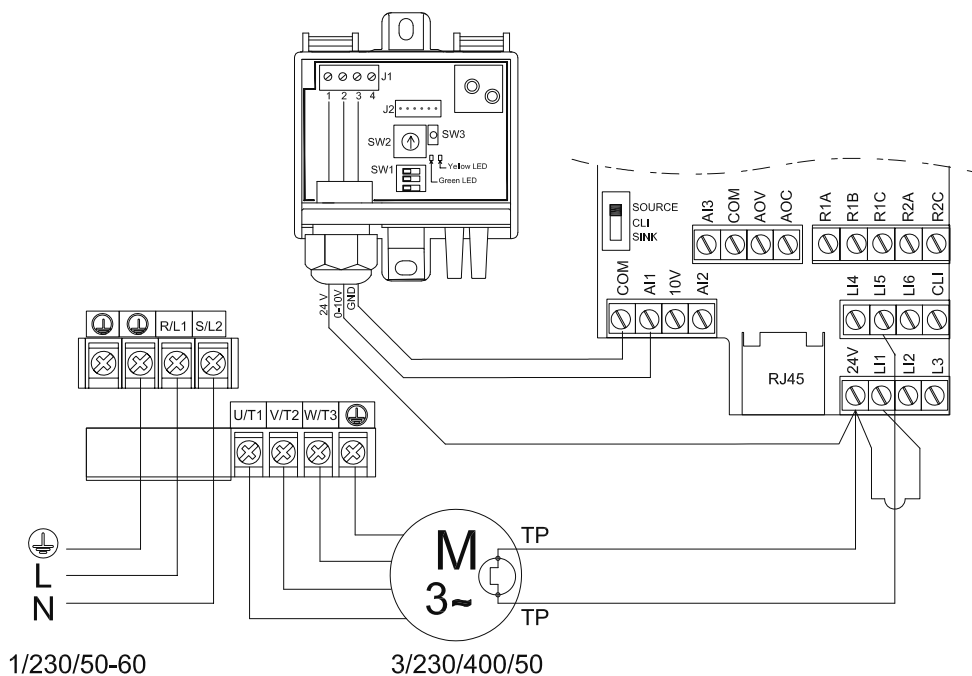 J1
1 2 3 4
J2
SW2
SW3
SW1
Yellow LED
Green LED
24 V
0-10V
GND
SOURCE
CLI
SINK
AI3
COM
AOV
AOC
R1A
R1B
R1C
R2A
R2C
COM
AI1
10V
AI2
LI4
LI5
LI6
CLI
RJ45
24V
LI1
LI2
L3
R/L1 S/L2
U/T1 V/T2 W/T3
L
N
M
3~
TP
TP
1/230/50-60
3/230/400/50